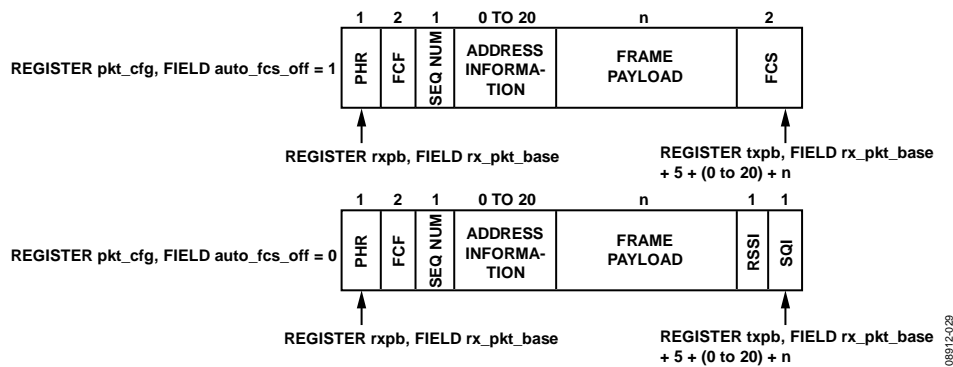 1 2 1 0 TO 20 n 2
REGISTER pkt_cfg, FIELD auto_fcs_off = 1
PHR
FCF
SEQ NUM
ADDRESS
INFORMA-
TION
FRAME
PAYLOAD
FCS
REGISTER rxpb, FIELD rx_pkt_base
REGISTER txpb, FIELD rx_pkt_base
+ 5 + (0 to 20) + n
1 2 1 0 TO 20 n 1 1
REGISTER pkt_cfg, FIELD auto_fcs_off = 0
PHR
FCF
SEQ NUM
ADDRESS
INFORMA-
TION
FRAME
PAYLOAD
RSSI
SQI
REGISTER rxpb, FIELD rx_pkt_base
REGISTER txpb, FIELD rx_pkt_base
+ 5 + (0 to 20) + n
08912-029